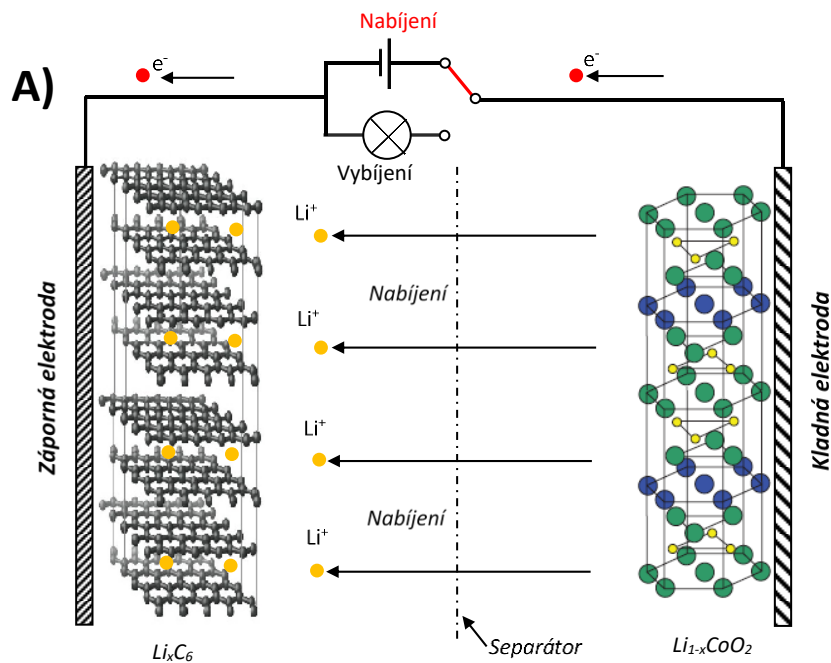 Nabíjení
e⁻
e⁻
A)
Vybíjení
Li⁺
Nabíjení
Li⁺
Záporná elektroda
Kladná elektroda
Li⁺
Nabíjení
Li⁺
LiₓC₆
Separátor
Li₁₋ₓCoO₂